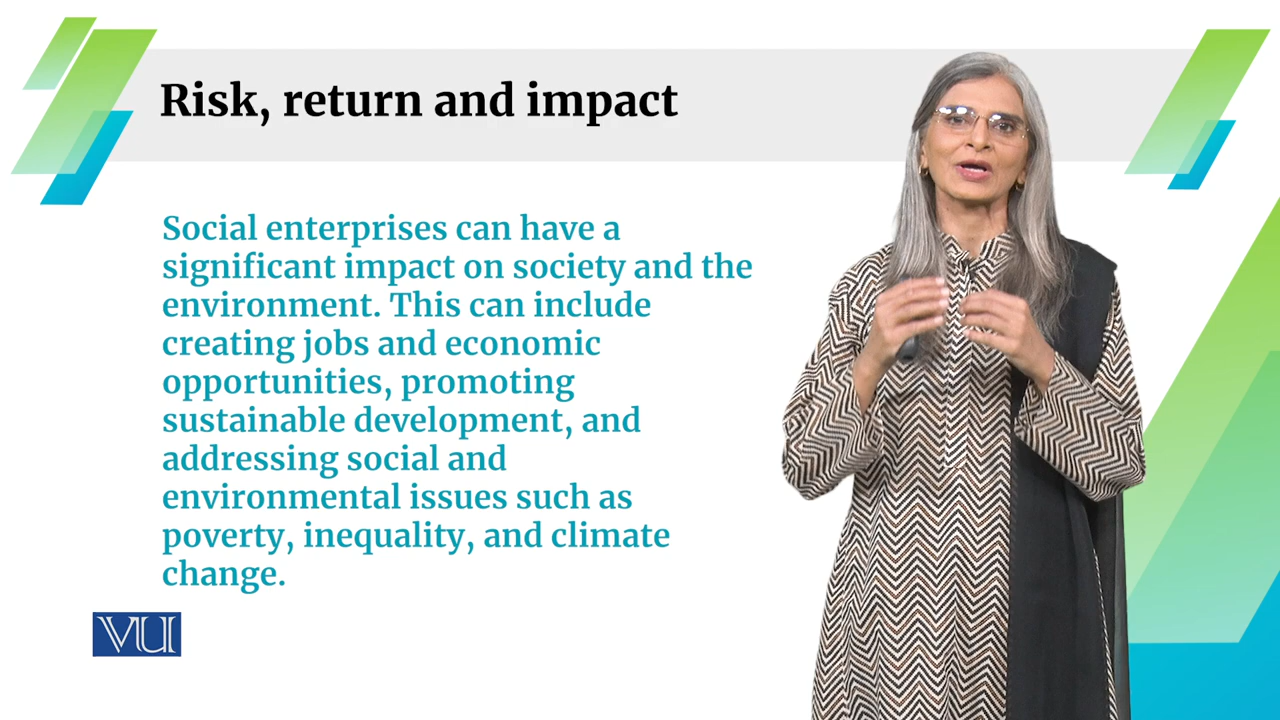 Risk, return and impact
Social enterprises can have a
significant impact on society and the
environment. This can include
creating jobs and economic
opportunities, promoting
sustainable development, and
addressing social and
environmental issues such as
poverty, inequality, and climate
change.
VU